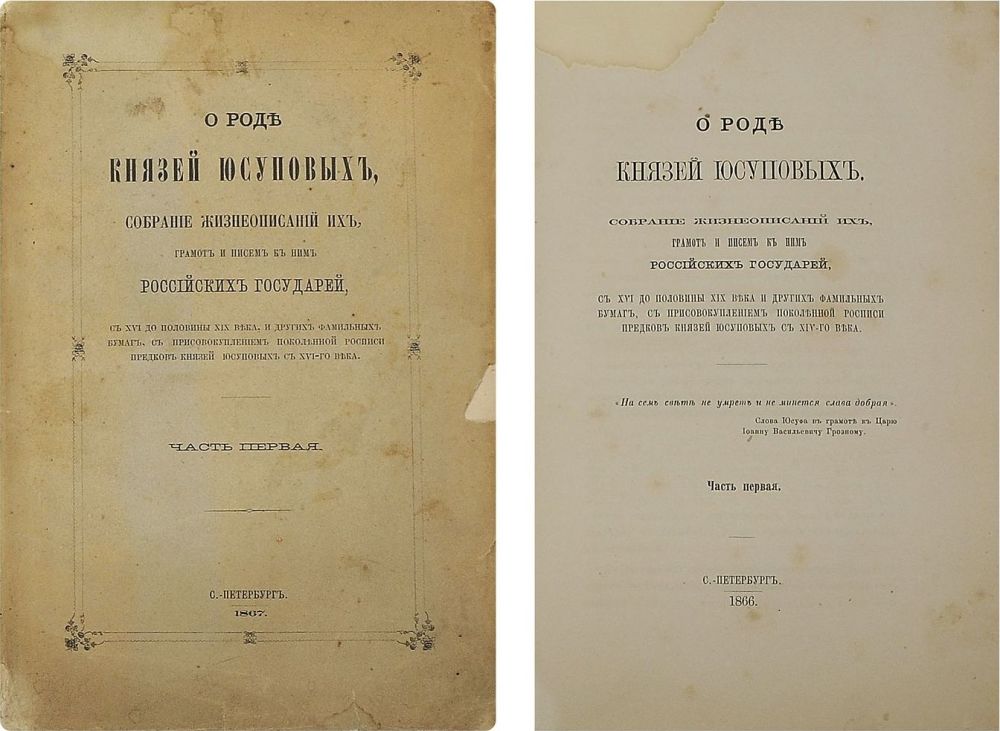 О РОДѢ
КНЯЗЕЙ ЮСУПОВЫХЪ,
СОБРАНІЕ ЖИЗНЕОПИСАНІЙ ИХЪ,
ГРАМОТЪ И ПИСЕМЪ КЪ НИМЪ
РОССІЙСКИХЪ ГОСУДАРЕЙ,
СЪ XVI ДО ПОЛОВИНЫ XIX ВѢКА, И ДРУГИХЪ ФАМИЛЬНЫХЪ
БУМАГЪ, СЪ ПРИСОВОКУПЛЕНІЕМЪ ПОКОЛѢННОЙ РОСПИСИ
ПРЕДКОВЪ КНЯЗЕЙ ЮСУПОВЫХЪ СЪ XVI-ГО ВѢКА.
ЧАСТЬ ПЕРВАЯ.
С.-ПЕТЕРБУРГЪ.
1867.
О РОДѢ
КНЯЗЕЙ ЮСУПОВЫХЪ.
СОБРАНІЕ ЖИЗНЕОПИСАНІЙ ИХЪ,
ГРАМОТЪ И ПИСЕМЪ КЪ НИМЪ
РОССІЙСКИХЪ ГОСУДАРЕЙ,
СЪ XVI ДО ПОЛОВИНЫ XIX ВѢКА И ДРУГИХЪ ФАМИЛЬНЫХЪ
БУМАГЪ, СЪ ПРИСОВОКУПЛЕНІЕМЪ ПОКОЛѢННОЙ РОСПИСИ
ПРЕДКОВЪ КНЯЗЕЙ ЮСУПОВЫХЪ СЪ XIV-ГО ВѢКА.
«На семъ свѣтѣ не умретъ и не минется слава добрая».
Слова Юсуфа въ грамотѣ къ Царю
Іоанну Васильевичу Грозному.
Часть первая.
С.-ПЕТЕРБУРГЪ.
1866.